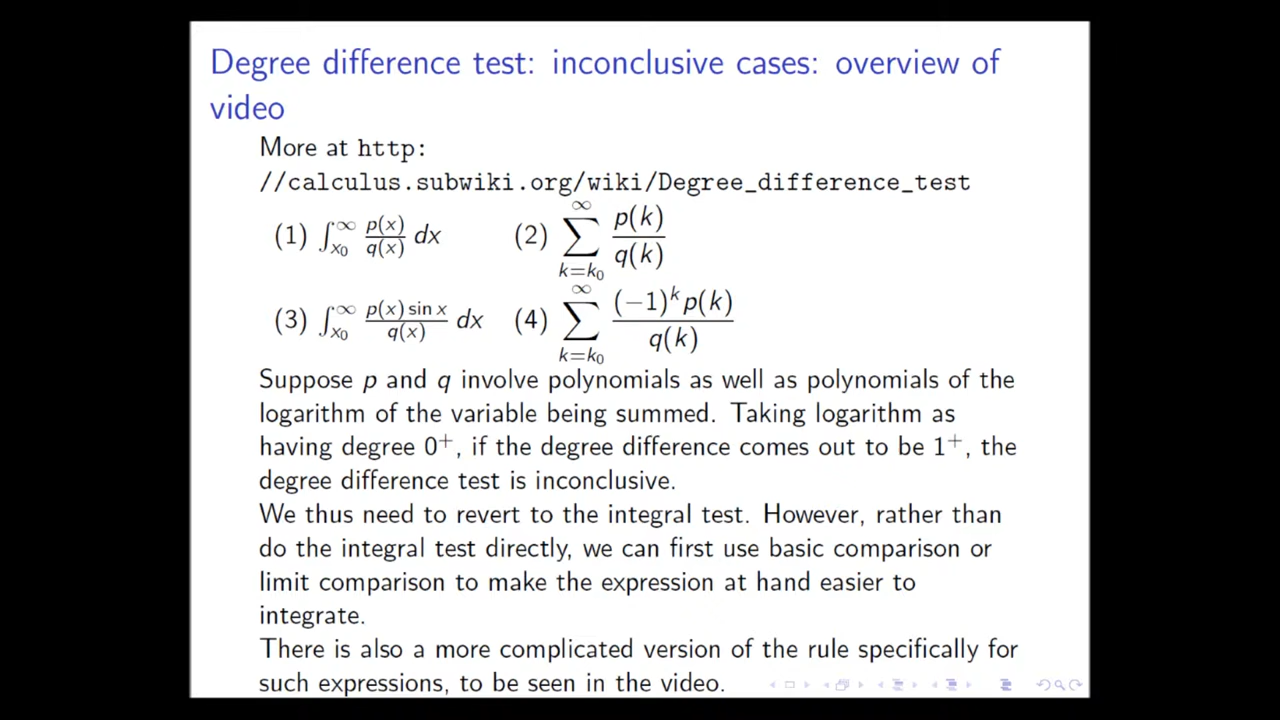 Degree difference test: inconclusive cases: overview of
video
More at http:
//calculus.subwiki.org/wiki/Degree_difference_test
(1) ∫_{x₀}^{∞} p(x)/q(x) dx (2) ∑_{k=k₀}^{∞} p(k)/q(k)
(3) ∫_{x₀}^{∞} p(x) sin x/q(x) dx (4) ∑_{k=k₀}^{∞} (−1)^k p(k)/q(k)
Suppose p and q involve polynomials as well as polynomials of the
logarithm of the variable being summed. Taking logarithm as
having degree 0⁺, if the degree difference comes out to be 1⁺, the
degree difference test is inconclusive.
We thus need to revert to the integral test. However, rather than
do the integral test directly, we can first use basic comparison or
limit comparison to make the expression at hand easier to
integrate.
There is also a more complicated version of the rule specifically for
such expressions, to be seen in the video.